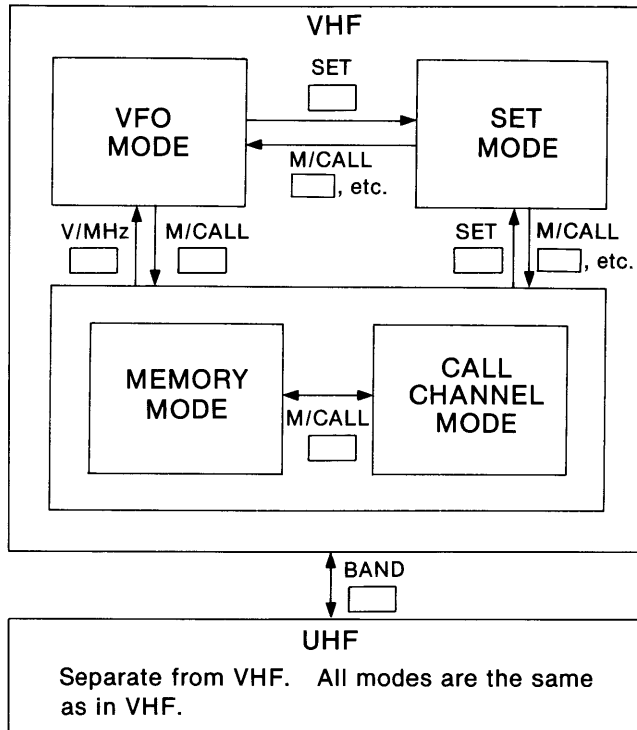 VHF
SET
VFO
MODE
SET
MODE
M/CALL
, etc.
V/MHz
M/CALL
SET
M/CALL
, etc.
MEMORY
MODE
CALL
CHANNEL
MODE
M/CALL
BAND
UHF
Separate from VHF. All modes are the same
as in VHF.